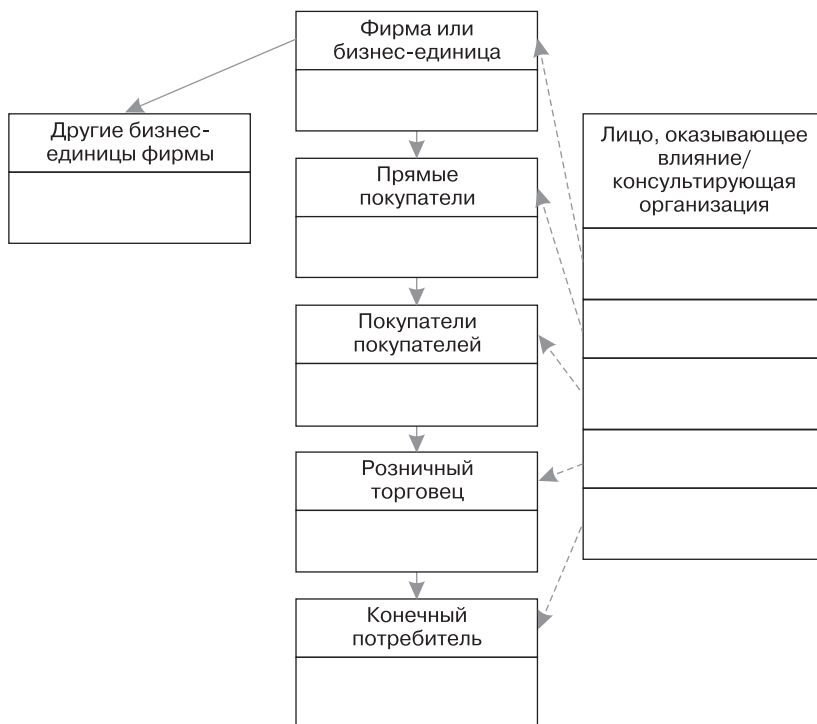 Фирма или
бизнес-единица
Другие бизнес-
единицы фирмы
Прямые
покупатели
Покупатели
покупателей
Розничный
торговец
Конечный
потребитель
Лицо, оказывающее
влияние/
консультирующая
организация